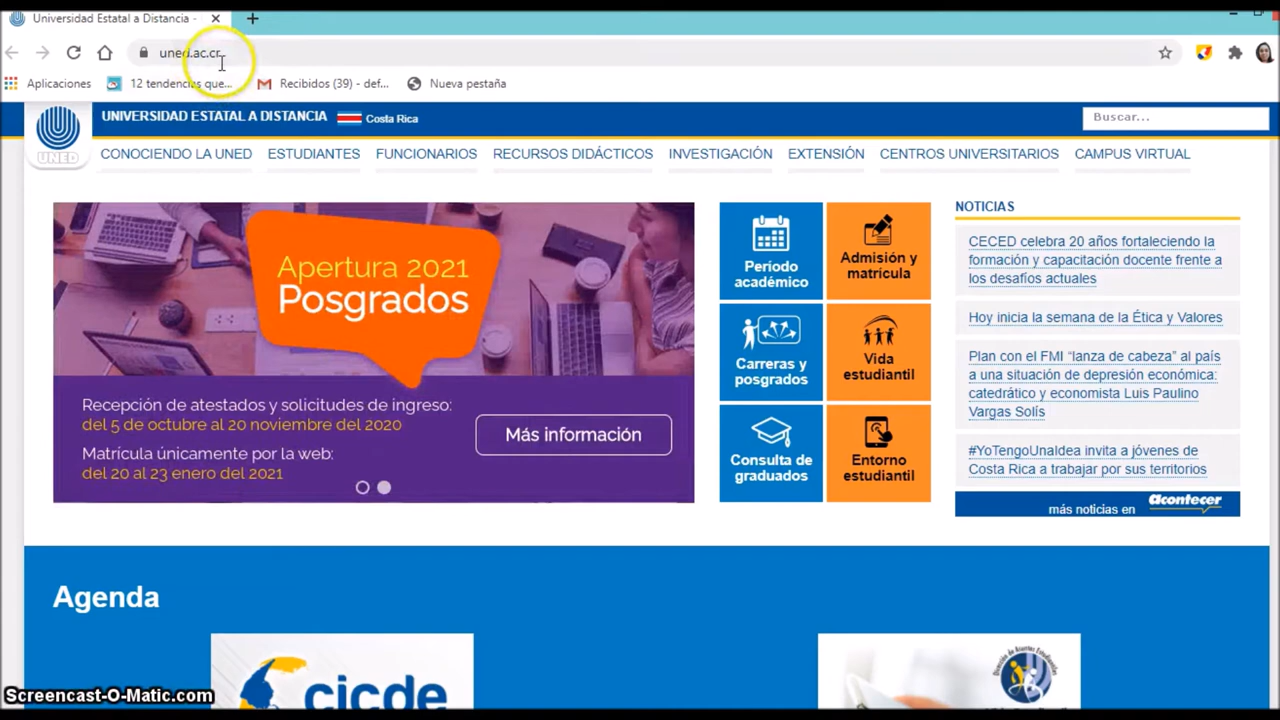 Universidad Estatal a Distancia -
uned.ac.cr
Aplicaciones
12 tendencias que...
Recibidos (39) - def...
Nueva pestaña
UNED
UNIVERSIDAD ESTATAL A DISTANCIA
Costa Rica
Buscar...
CONOCIENDO LA UNED
ESTUDIANTES
FUNCIONARIOS
RECURSOS DIDÁCTICOS
INVESTIGACIÓN
EXTENSIÓN
CENTROS UNIVERSITARIOS
CAMPUS VIRTUAL
Apertura 2021
Posgrados
Recepción de atestados y solicitudes de ingreso:
del 5 de octubre al 20 noviembre del 2020
Matrícula únicamente por la web:
del 20 al 23 enero del 2021
Más información
Período
académico
Admisión y
matrícula
Carreras y
posgrados
Vida
estudiantil
Consulta de
graduados
Entorno
estudiantil
NOTICIAS
CECED celebra 20 años fortaleciendo la
formación y capacitación docente frente a
los desafíos actuales
Hoy inicia la semana de la Ética y Valores
Plan con el FMI “lanza de cabeza” al país
a una situación de depresión económica:
catedrático y economista Luis Paulino
Vargas Solís
#YoTengoUnaIdea invita a jóvenes de
Costa Rica a trabajar por sus territorios
más noticias en acontecer
Agenda
cicde
Screencast-O-Matic.com